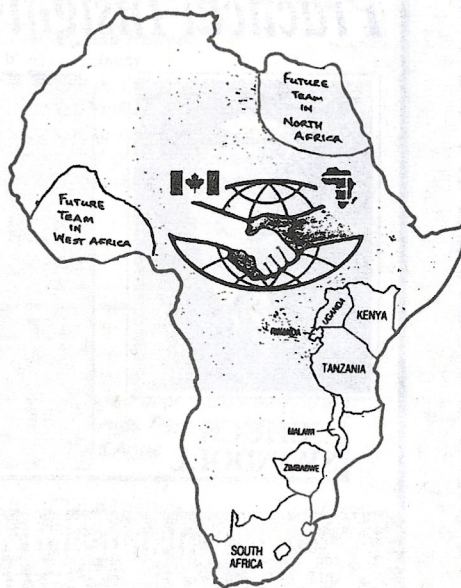 FUTURE
TEAM
IN
NORTH
AFRICA
FUTURE
TEAM
IN
WEST AFRICA
UGANDA
KENYA
RWANDA
TANZANIA
MALAWI
ZIMBABWE
SOUTH
AFRICA